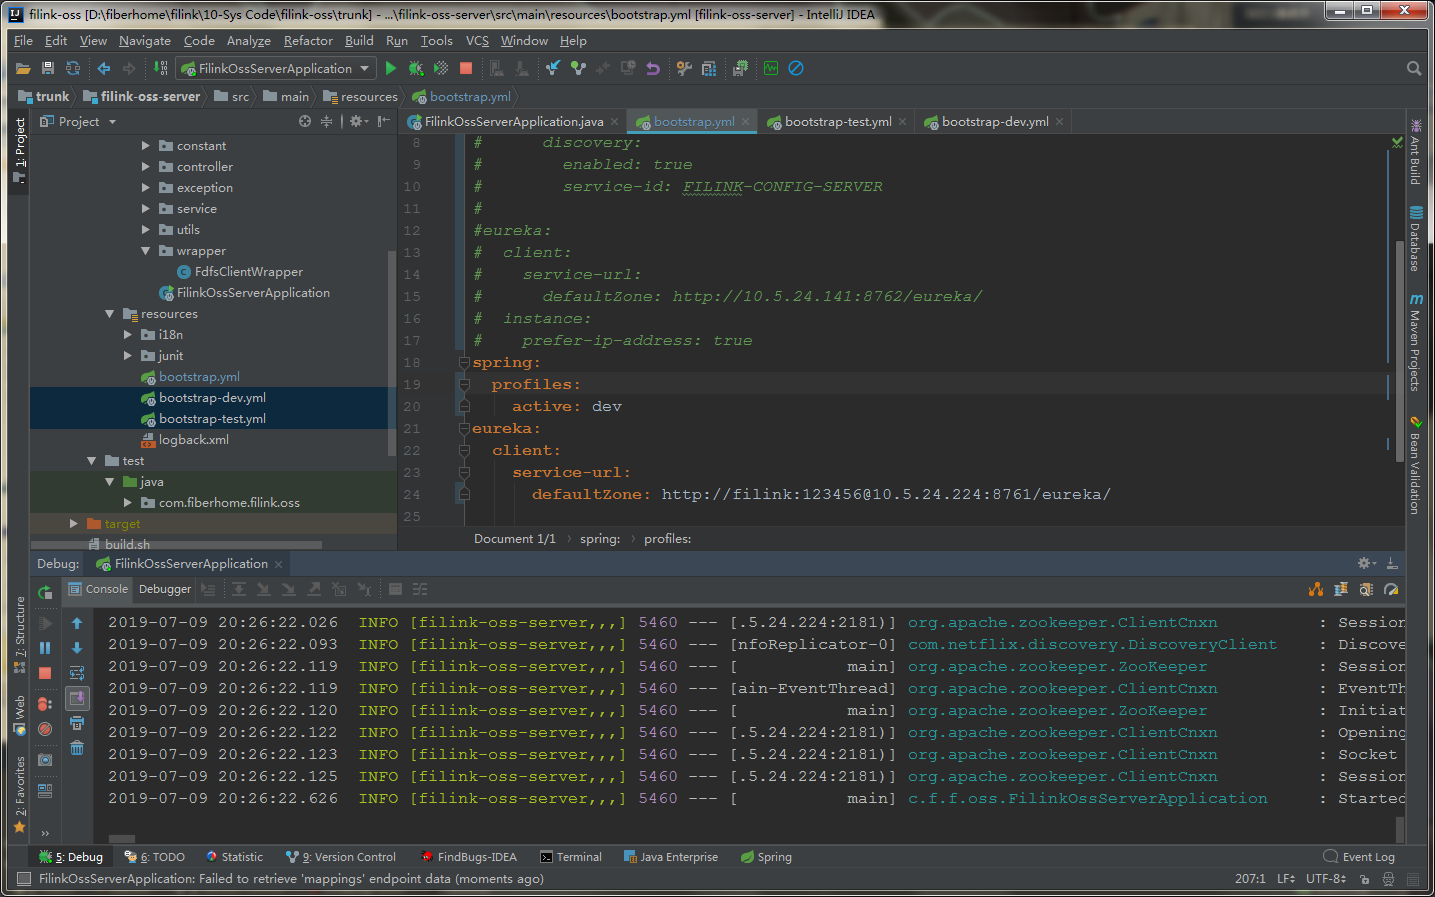 filink-oss [D:\fiberhome\filink\10-Sys Code\filink-oss\trunk] - ...\filink-oss-server\src\main\resources\bootstrap.yml [filink-oss-server] - IntelliJ IDEA
File Edit View Navigate Code Analyze Refactor Build Run Tools VCS Window Help
FilinkOssServerApplication
trunk filink-oss-server src main resources bootstrap.yml
Project
FilinkOssServerApplication.java bootstrap.yml bootstrap-test.yml bootstrap-dev.yml
1: Project
7: Structure
Web
2: Favorites
constant
controller
exception
service
utils
wrapper
FdfsClientWrapper
FilinkOssServerApplication
resources
i18n
junit
bootstrap.yml
bootstrap-dev.yml
bootstrap-test.yml
logback.xml
test
java
com.fiberhome.filink.oss
target
build.sh
8 # discovery:
9 # enabled: true
10 # service-id: FILINK-CONFIG-SERVER
11 #
12 #eureka:
13 # client:
14 # service-url:
15 # defaultZone: http://10.5.24.141:8762/eureka/
16 # instance:
17 # prefer-ip-address: true
18 spring:
19 profiles:
20 active: dev
21 eureka:
22 client:
23 service-url:
24 defaultZone: http://filink:123456@10.5.24.224:8761/eureka/
25
Document 1/1 spring: profiles:
Ant Build
Database
Maven Projects
Bean Validation
Debug: FilinkOssServerApplication
Console Debugger
2019-07-09 20:26:22.026 INFO [filink-oss-server,,,] 5460 --- [.5.24.224:2181)] org.apache.zookeeper.ClientCnxn : Session
2019-07-09 20:26:22.093 INFO [filink-oss-server,,,] 5460 --- [nfoReplicator-0] com.netflix.discovery.DiscoveryClient : Discove
2019-07-09 20:26:22.119 INFO [filink-oss-server,,,] 5460 --- [ main] org.apache.zookeeper.ZooKeeper : Session
2019-07-09 20:26:22.119 INFO [filink-oss-server,,,] 5460 --- [ain-EventThread] org.apache.zookeeper.ClientCnxn : EventTh
2019-07-09 20:26:22.120 INFO [filink-oss-server,,,] 5460 --- [ main] org.apache.zookeeper.ZooKeeper : Initiat
2019-07-09 20:26:22.122 INFO [filink-oss-server,,,] 5460 --- [.5.24.224:2181)] org.apache.zookeeper.ClientCnxn : Opening
2019-07-09 20:26:22.123 INFO [filink-oss-server,,,] 5460 --- [.5.24.224:2181)] org.apache.zookeeper.ClientCnxn : Socket
2019-07-09 20:26:22.125 INFO [filink-oss-server,,,] 5460 --- [.5.24.224:2181)] org.apache.zookeeper.ClientCnxn : Session
2019-07-09 20:26:22.626 INFO [filink-oss-server,,,] 5460 --- [ main] c.f.f.oss.FilinkOssServerApplication : Started
5: Debug 6: TODO Statistic 9: Version Control FindBugs-IDEA Terminal Java Enterprise Spring Event Log
FilinkOssServerApplication: Failed to retrieve 'mappings' endpoint data (moments ago) 207:1 LF UTF-8